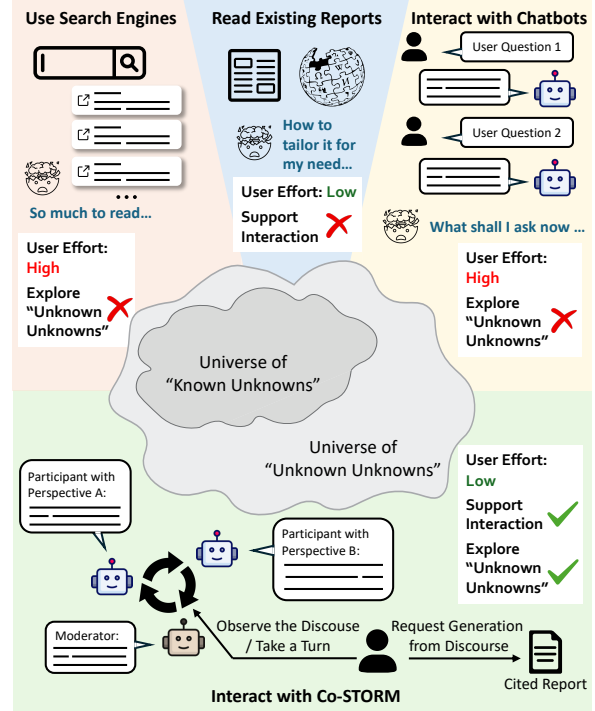 Use Search Engines
So much to read…
User Effort:
High
Explore
“Unknown
Unknowns”
Read Existing Reports
How to
tailor it for
my need…
User Effort: Low
Support
Interaction
Interact with Chatbots
User Question 1
User Question 2
What shall I ask now …
User Effort:
High
Explore
“Unknown
Unknowns”
Universe of
“Known Unknowns”
Universe of
“Unknown Unknowns”
User Effort:
Low
Support
Interaction
Explore
“Unknown
Unknowns”
Participant with
Perspective A:
Participant with
Perspective B:
Moderator:
Observe the Discouse
/ Take a Turn
Request Generation
from Discourse
Cited Report
Interact with Co-STORM